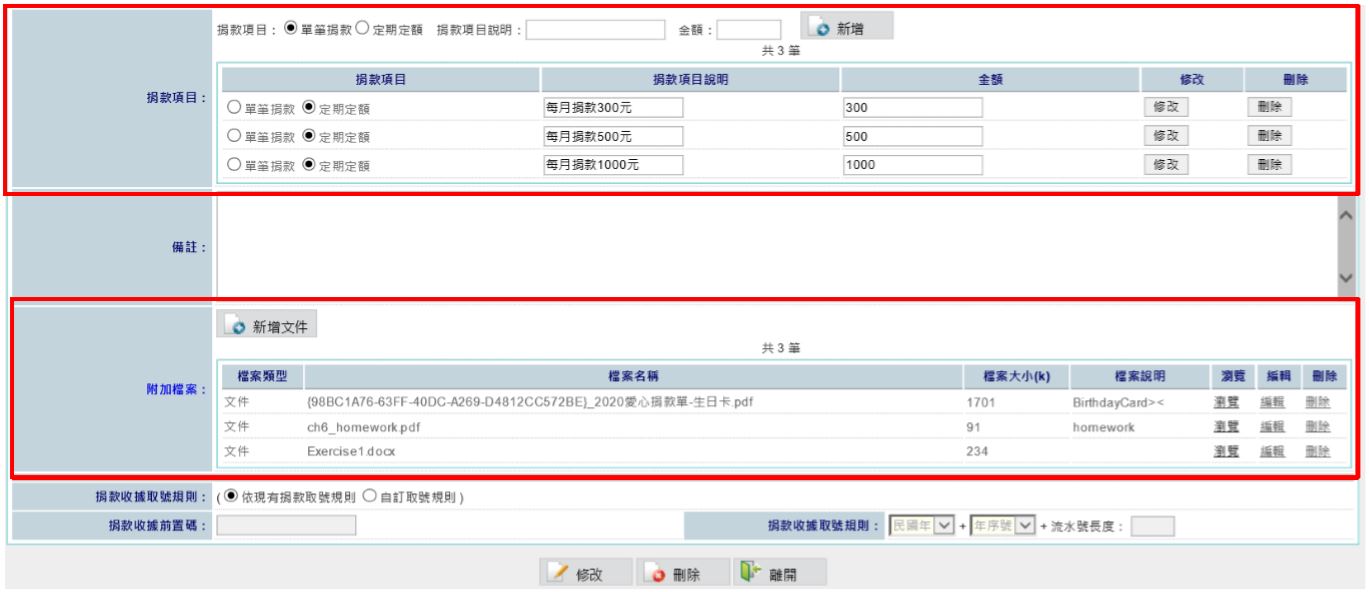 捐款項目： 單筆捐款 定期定額 捐款項目說明： 金額： 新增
共 3 筆
捐款項目：
捐款項目 捐款項目說明 金額 修改 刪除
單筆捐款 定期定額 每月捐款300元 300 修改 刪除
單筆捐款 定期定額 每月捐款500元 500 修改 刪除
單筆捐款 定期定額 每月捐款1000元 1000 修改 刪除
備註：
新增文件
共 3 筆
附加檔案：
檔案類型 檔案名稱 檔案大小(k) 檔案說明 瀏覽 編輯 刪除
文件 {98BC1A76-63FF-40DC-A269-D4812CC572BE}_2020愛心捐款單-生日卡.pdf 1701 BirthdayCard>< 瀏覽 編輯 刪除
文件 ch6_homework.pdf 91 homework 瀏覽 編輯 刪除
文件 Exercise1.docx 234 瀏覽 編輯 刪除
捐款收據取號規則： ( 依現有捐款取號規則 自訂取號規則 )
捐款收據前置碼： 捐款收據取號規則： 民國年 + 年序號 + 流水號長度：
修改 刪除 離開